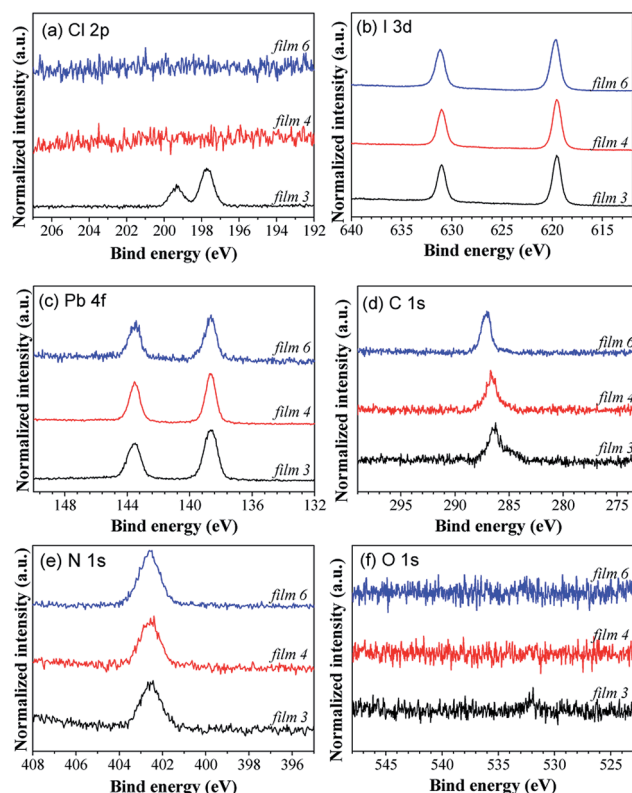 (a) Cl 2p
film 6
film 4
film 3
Normalized intensity (a.u.)
206 204 202 200 198 196 194 192
Bind energy (eV)
(b) I 3d
film 6
film 4
film 3
Normalized intensity (a.u.)
640 630 620
Bind energy (eV)
(c) Pb 4f
film 6
film 4
film 3
Normalized intensity (a.u.)
148 144 140 136 132
Bind energy (eV)
(d) C 1s
film 6
film 4
film 3
Normalized intensity (a.u.)
295 290 285 280 275
Bind energy (eV)
(e) N 1s
film 6
film 4
film 3
Normalized intensity (a.u.)
408 406 404 402 400 398 396
Bind energy (eV)
(f) O 1s
film 6
film 4
film 3
Normalized intensity (a.u.)
545 540 535 530 525
Bind energy (eV)